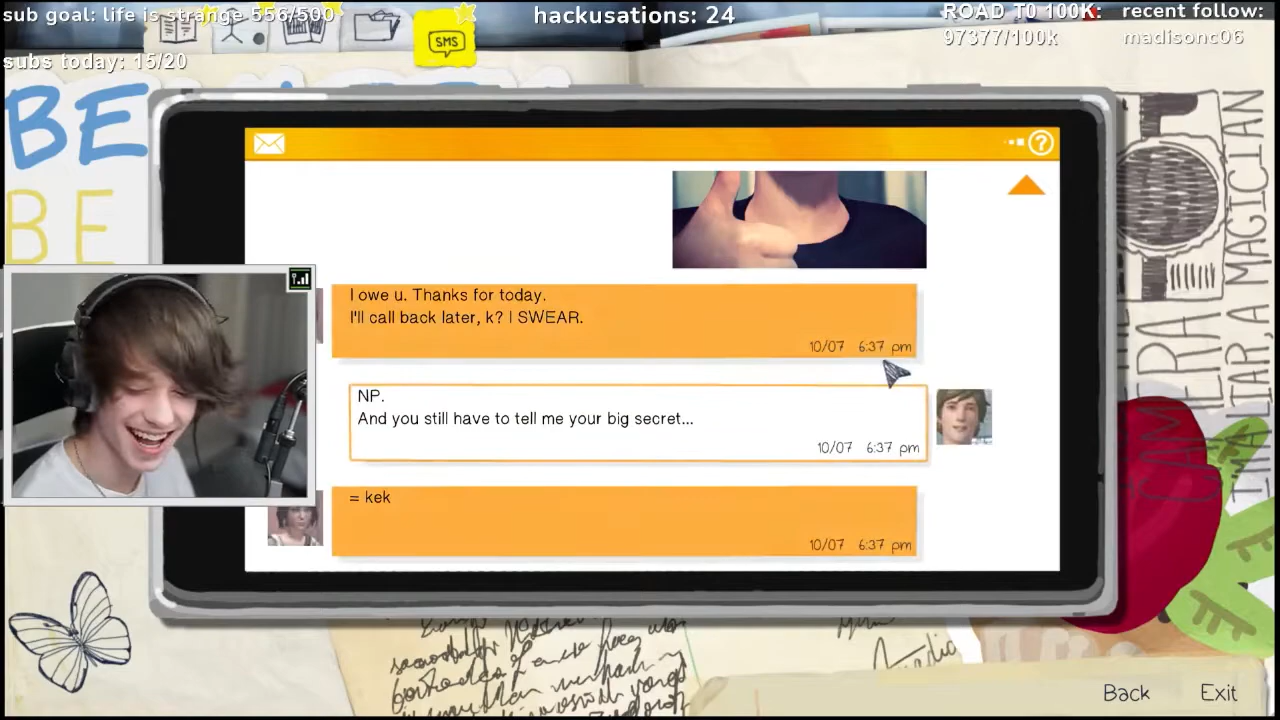 sub goal: life is strange 556/500
hackusations: 24
ROAD T0 100K:
97377/100k
recent follow:
madisonc06
subs today: 15/20
SMS
BE
BE
I owe u. Thanks for today.
I'll call back later, k? I SWEAR.
10/07 6:37 pm
NP.
And you still have to tell me your big secret...
10/07 6:37 pm
= kek
10/07 6:37 pm
CAMERA
LIAR, A MAGICIAN
Back
Exit